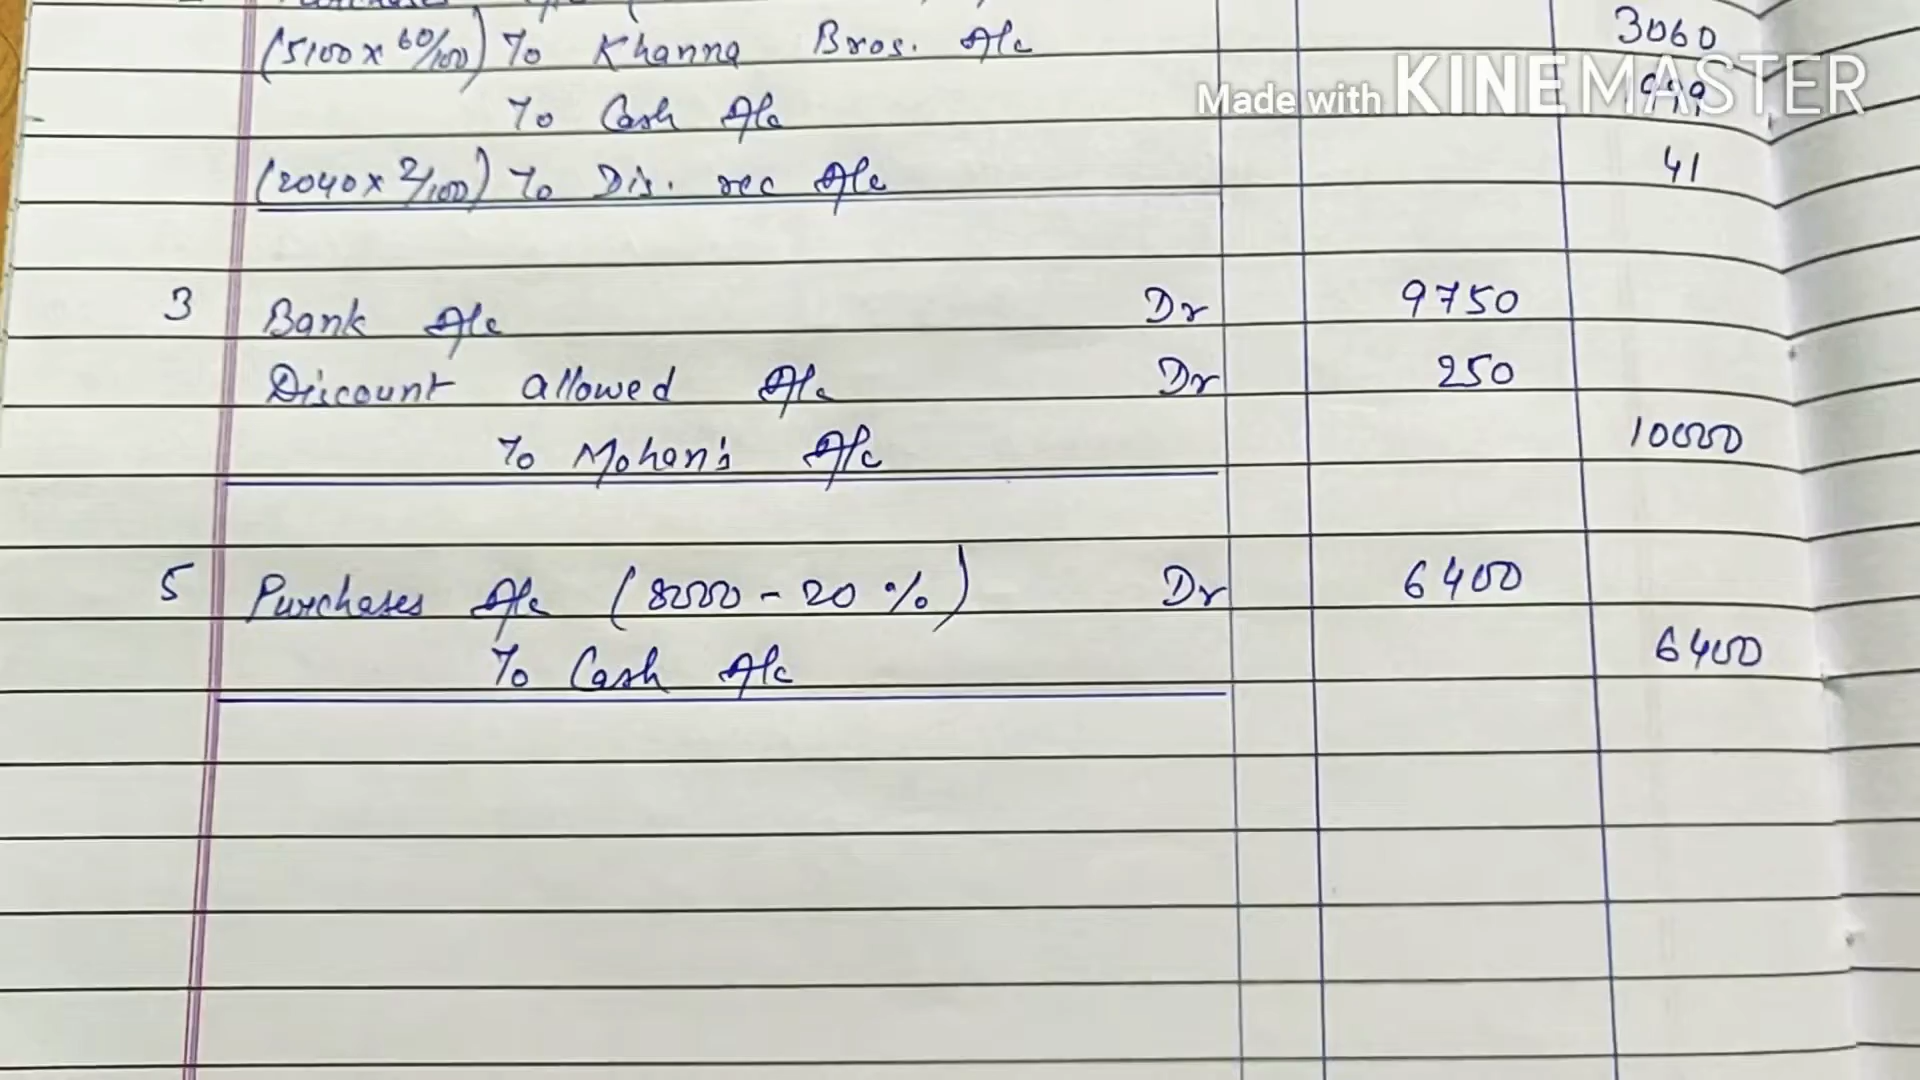 (5100 x 60/100) To Khanna Bros. A/c 3060
Made with KINEMASTER
To Cash A/c 1999
(2040 x 2/100) To Dis. rec A/c 41
3 Bank A/c Dr 9750
Discount allowed A/c Dr 250
To Mohan's A/c 10000
5 Purchases A/c (8000 - 20 %) Dr 6400
To Cash A/c 6400